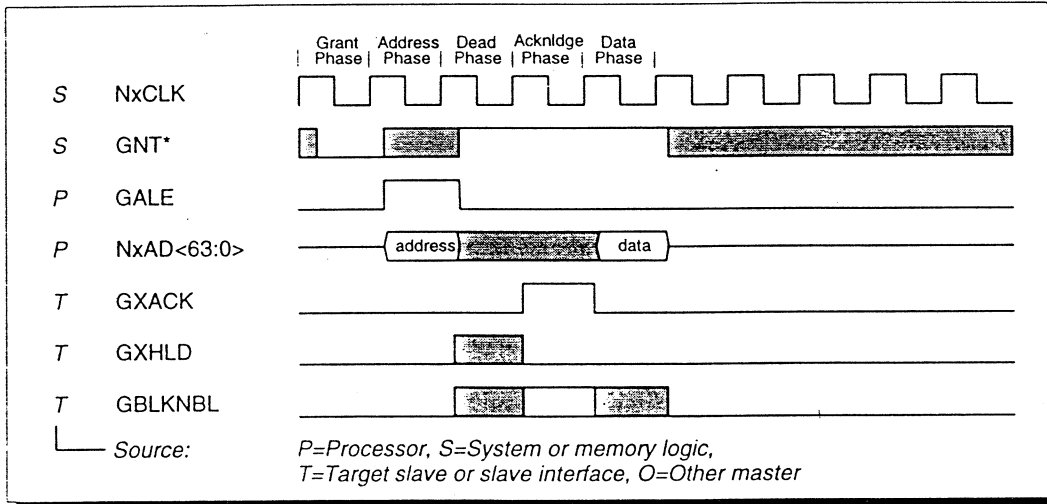 Grant Address Dead Acknldge Data
| Phase | Phase | Phase | Phase | Phase |
S NxCLK
S GNT*
P GALE
P NxAD<63:0> address data
T GXACK
T GXHLD
T GBLKNBL
Source: P=Processor, S=System or memory logic,
T=Target slave or slave interface, O=Other master